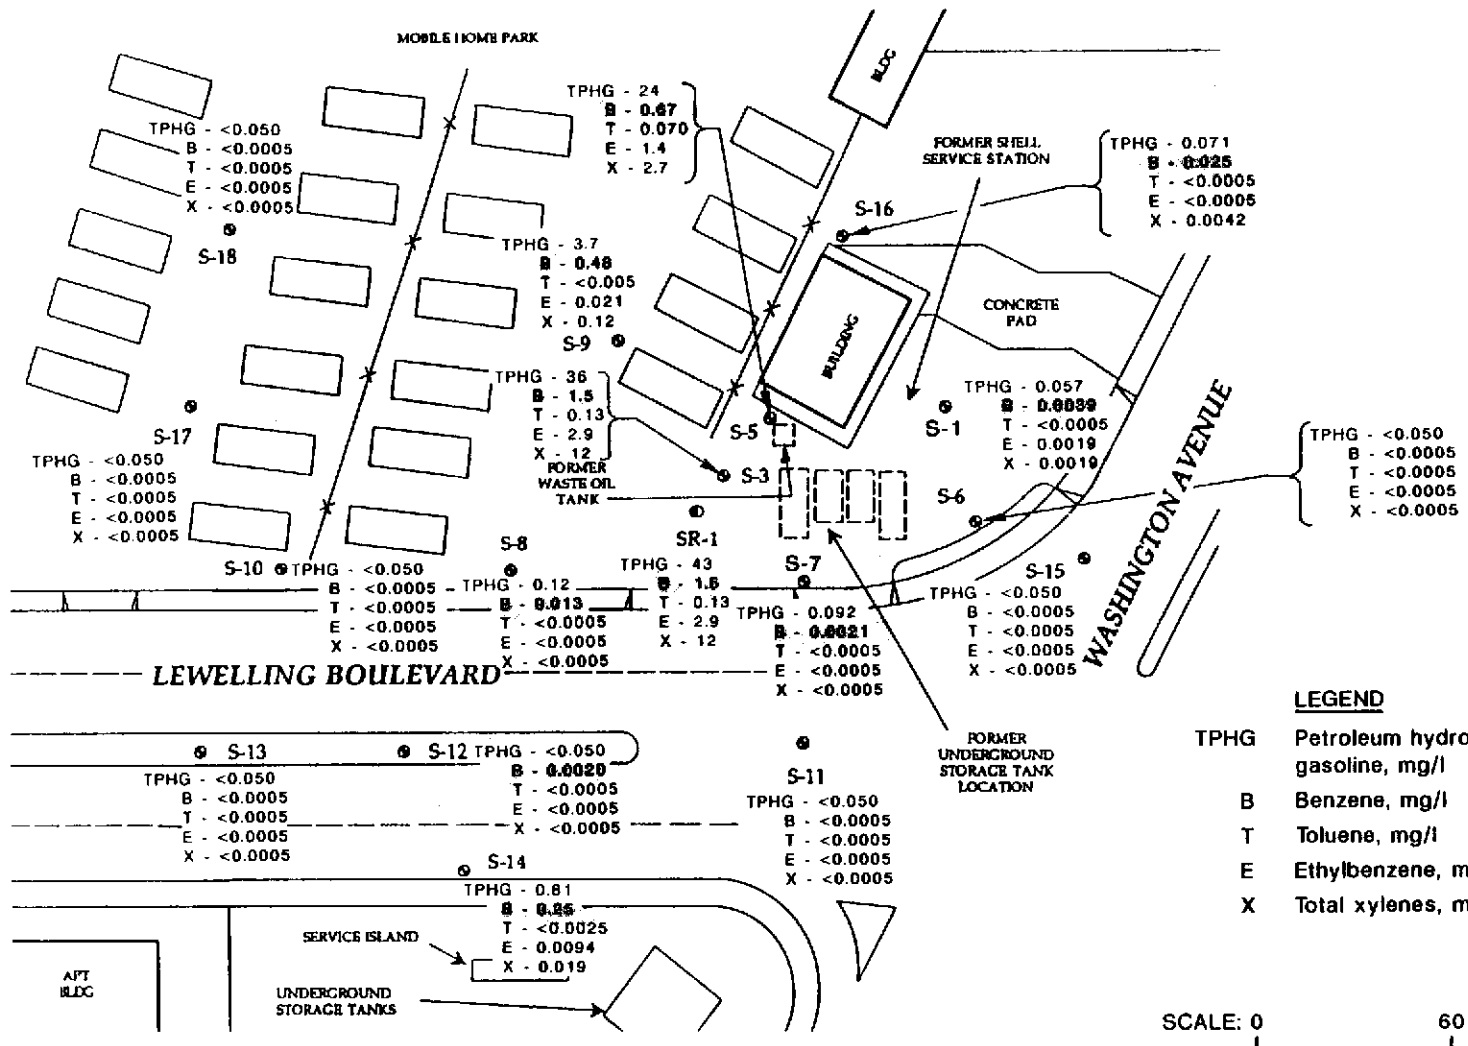 MOBILE HOME PARK
BLDG
TPHG - 24
B - 0.67
T - 0.070
E - 1.4
X - 2.7
TPHG - <0.050
B - <0.0005
T - <0.0005
E - <0.0005
X - <0.0005
S-18
FORMER SHELL
SERVICE STATION
TPHG - 0.071
B - 0.025
T - <0.0005
E - <0.0005
X - 0.0042
S-16
TPHG - 3.7
B - 0.48
T - <0.005
E - 0.021
X - 0.12
S-9
CONCRETE
PAD
BUILDING
TPHG - 36
B - 1.5
T - 0.13
E - 2.9
X - 12
S-3
FORMER
WASTE OIL
TANK
S-5
S-1
TPHG - 0.057
B - 0.0039
T - <0.0005
E - 0.0019
X - 0.0019
S-17
TPHG - <0.050
B - <0.0005
T - <0.0005
E - <0.0005
X - <0.0005
S-6
TPHG - <0.050
B - <0.0005
T - <0.0005
E - <0.0005
X - <0.0005
WASHINGTON AVENUE
S-10
TPHG - <0.050
B - <0.0005
T - <0.0005
E - <0.0005
X - <0.0005
S-8
TPHG - 0.12
B - 0.013
T - <0.0005
E - <0.0005
X - <0.0005
SR-1
TPHG - 43
B - 1.6
T - 0.13
E - 2.9
X - 12
S-7
TPHG - 0.092
B - 0.0021
T - <0.0005
E - <0.0005
X - <0.0005
S-15
TPHG - <0.050
B - <0.0005
T - <0.0005
E - <0.0005
X - <0.0005
LEWELLING BOULEVARD
S-13
TPHG - <0.050
B - <0.0005
T - <0.0005
E - <0.0005
X - <0.0005
S-12
TPHG - <0.050
B - 0.0020
T - <0.0005
E - <0.0005
X - <0.0005
S-11
TPHG - <0.050
B - <0.0005
T - <0.0005
E - <0.0005
X - <0.0005
FORMER
UNDERGROUND
STORAGE TANK
LOCATION
S-14
TPHG - 0.61
B - 0.25
T - <0.0025
E - 0.0094
X - 0.019
SERVICE ISLAND
UNDERGROUND
STORAGE TANKS
APT
BLDG
LEGEND
TPHG Petroleum hydro
gasoline, mg/l
B Benzene, mg/l
T Toluene, mg/l
E Ethylbenzene, m
X Total xylenes, m
SCALE: 0 60